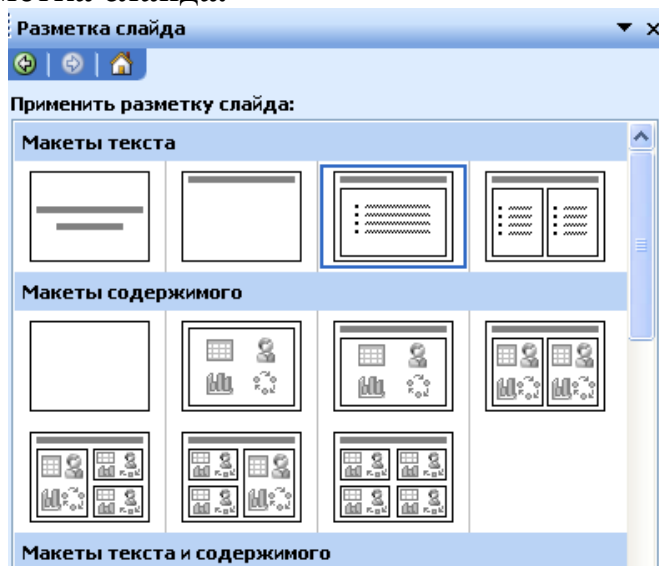 Разметка слайда
Применить разметку слайда:
Макеты текста
Макеты содержимого
Макеты текста и содержимого